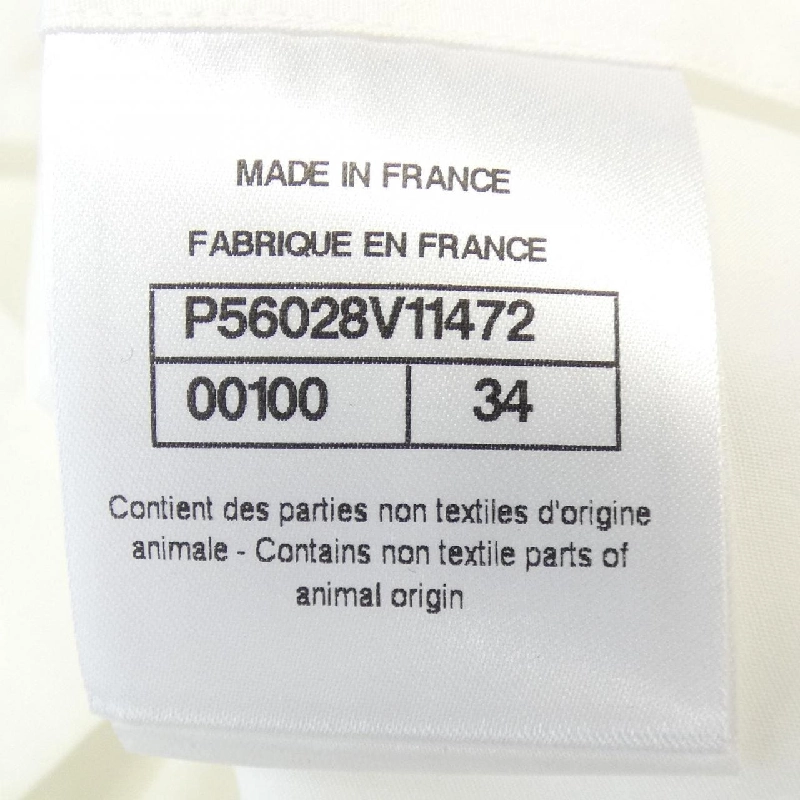 MADE IN FRANCE
FABRIQUE EN FRANCE
P56028V11472
00100 34
Contient des parties non textiles d'origine
animale - Contains non textile parts of
animal origin